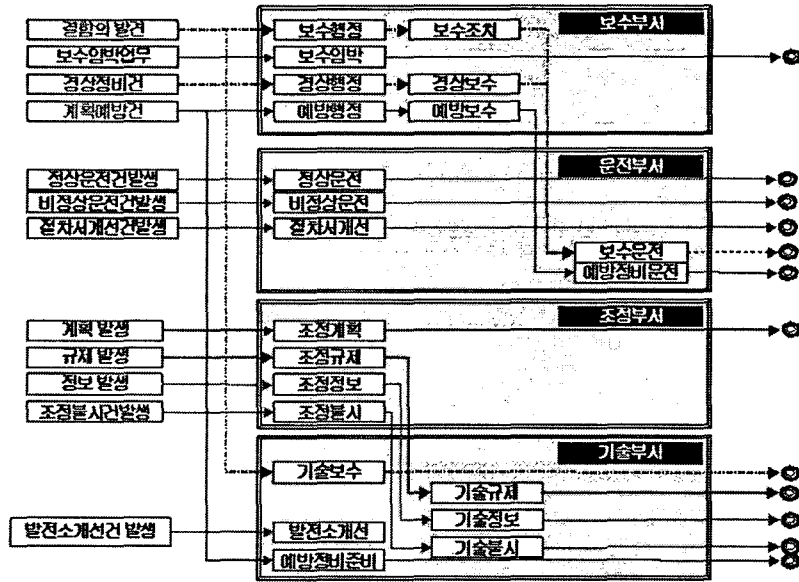 결함의 발견
보수행정
보수조치
보수부서
보수임박업무
보수임박
경상정비건
경상행정
경상보수
계획예방건
예방행정
예방보수
운전부서
정상운전건발생
정상운전
비정상운전건발생
비정상운전
절차서개선건발생
절차서개선
보수운전
예방정비운전
조정부서
계획 발생
조정계획
규제 발생
조정규제
정보 발생
조정정보
조정불시건발생
조정불시
기술부서
기술보수
기술규제
발전소개선건 발생
발전소개선
기술정보
기술불시
예방정비준비